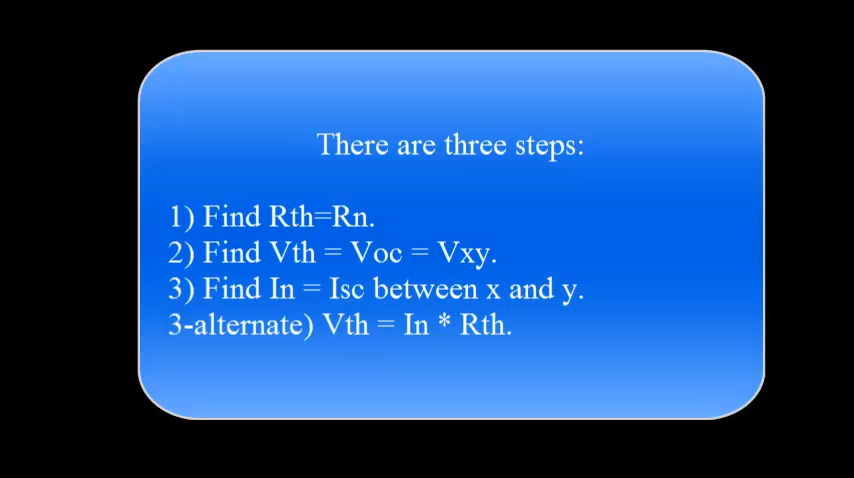 There are three steps:
1) Find Rth=Rn.
2) Find Vth = Voc = Vxy.
3) Find In = Isc between x and y.
3-alternate) Vth = In * Rth.